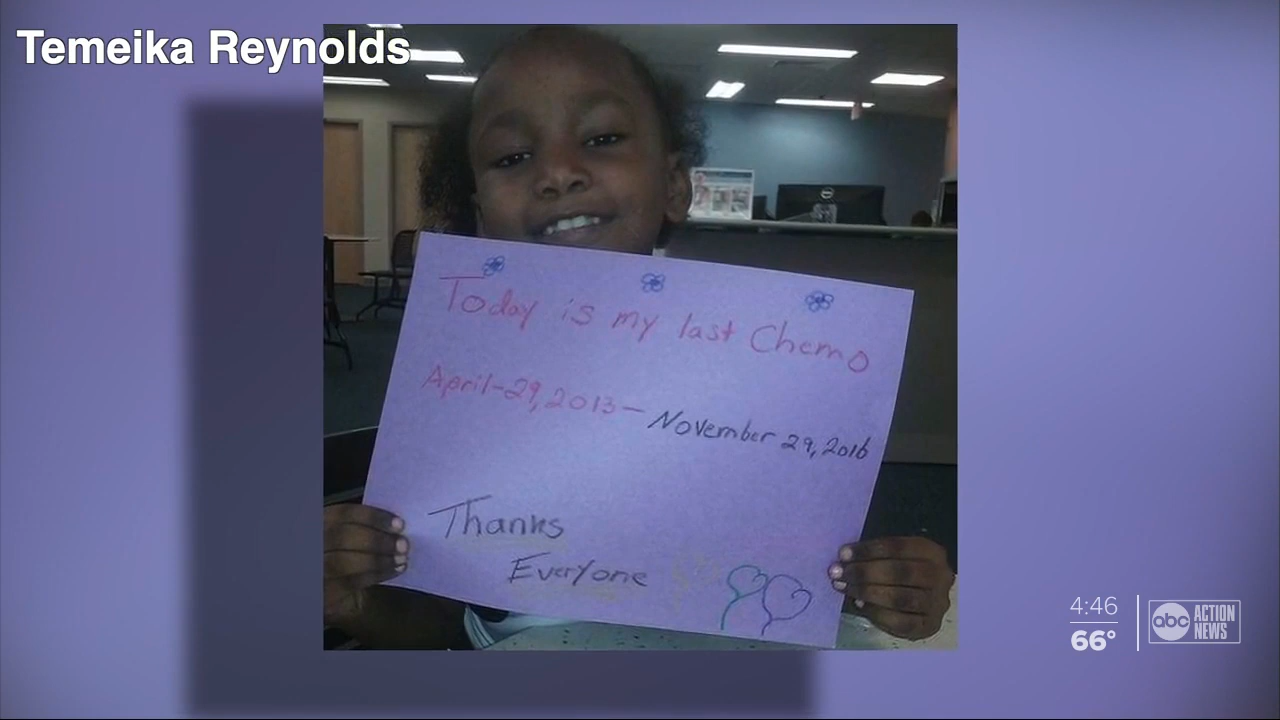 Temeika Reynolds
Today is my last Chemo
April-29, 2013 - November 29, 2016
Thanks
Everyone
4:46
66°
abc ACTION NEWS
DELL